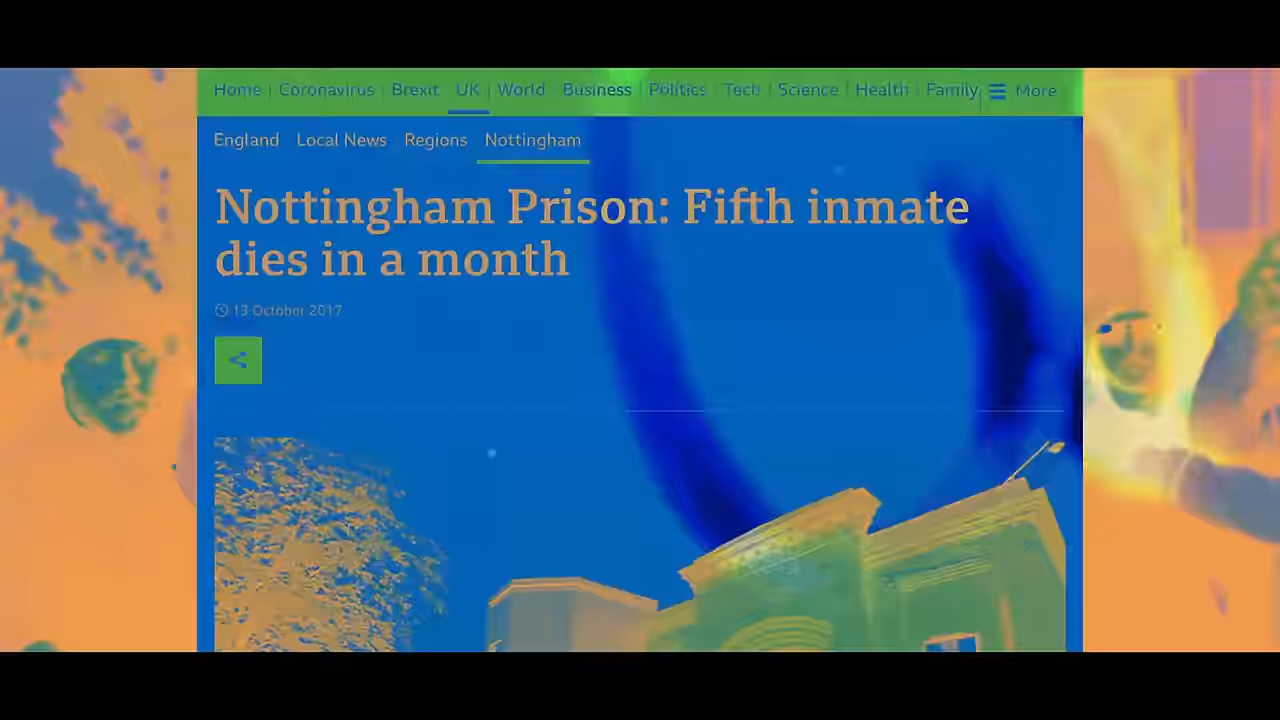 Home Coronavirus Brexit UK World Business Politics Tech Science Health Family More
England Local News Regions Nottingham
Nottingham Prison: Fifth inmate
dies in a month
13 October 2017